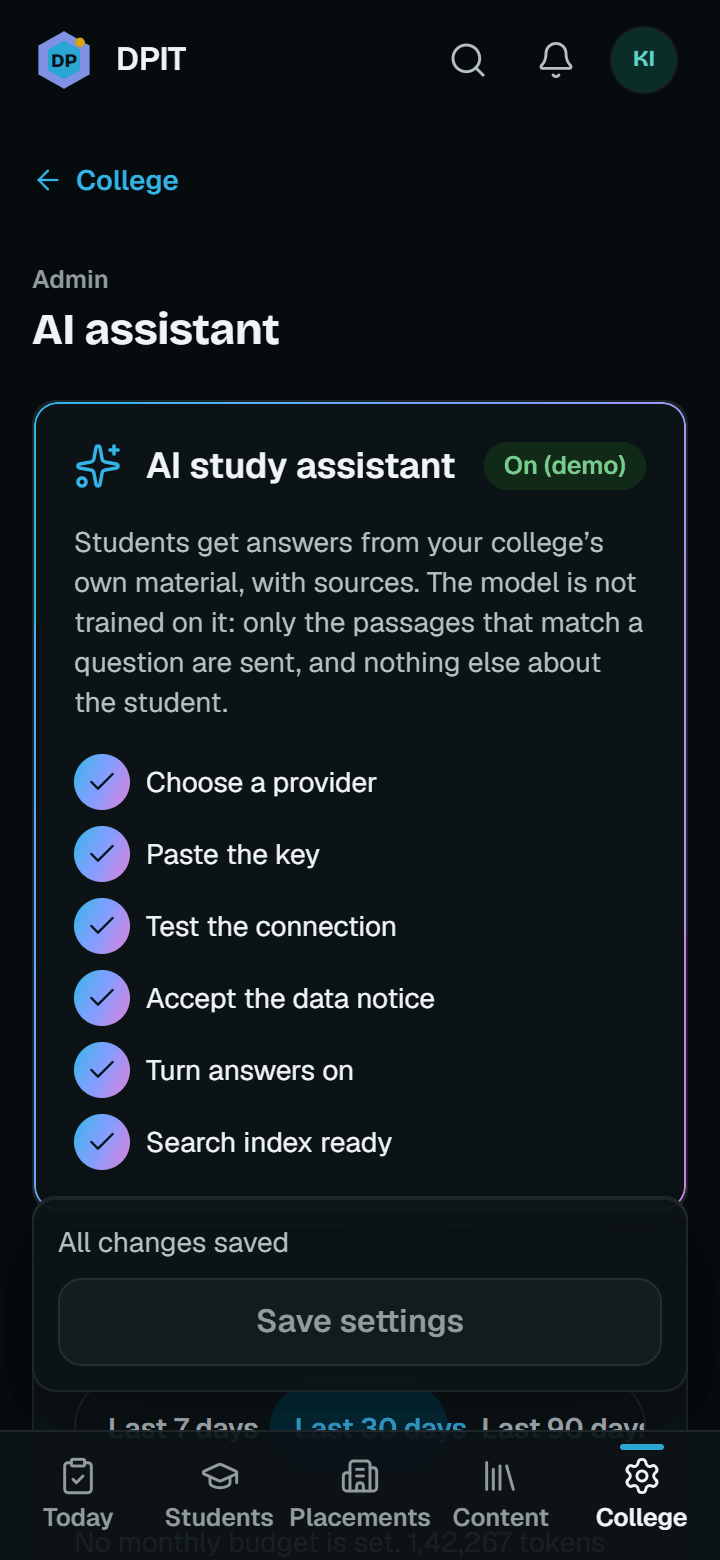 DP DPIT KI
College
Admin
AI assistant
AI study assistant On (demo)
Students get answers from your college’s
own material, with sources. The model is not
trained on it: only the passages that match a
question are sent, and nothing else about
the student.
Choose a provider
Paste the key
Test the connection
Accept the data notice
Turn answers on
Search index ready
All changes saved
Save settings
Last 7 days Last 30 days Last 90 days
Today Students Placements Content College
No monthly budget is set. 1,42,267 tokens